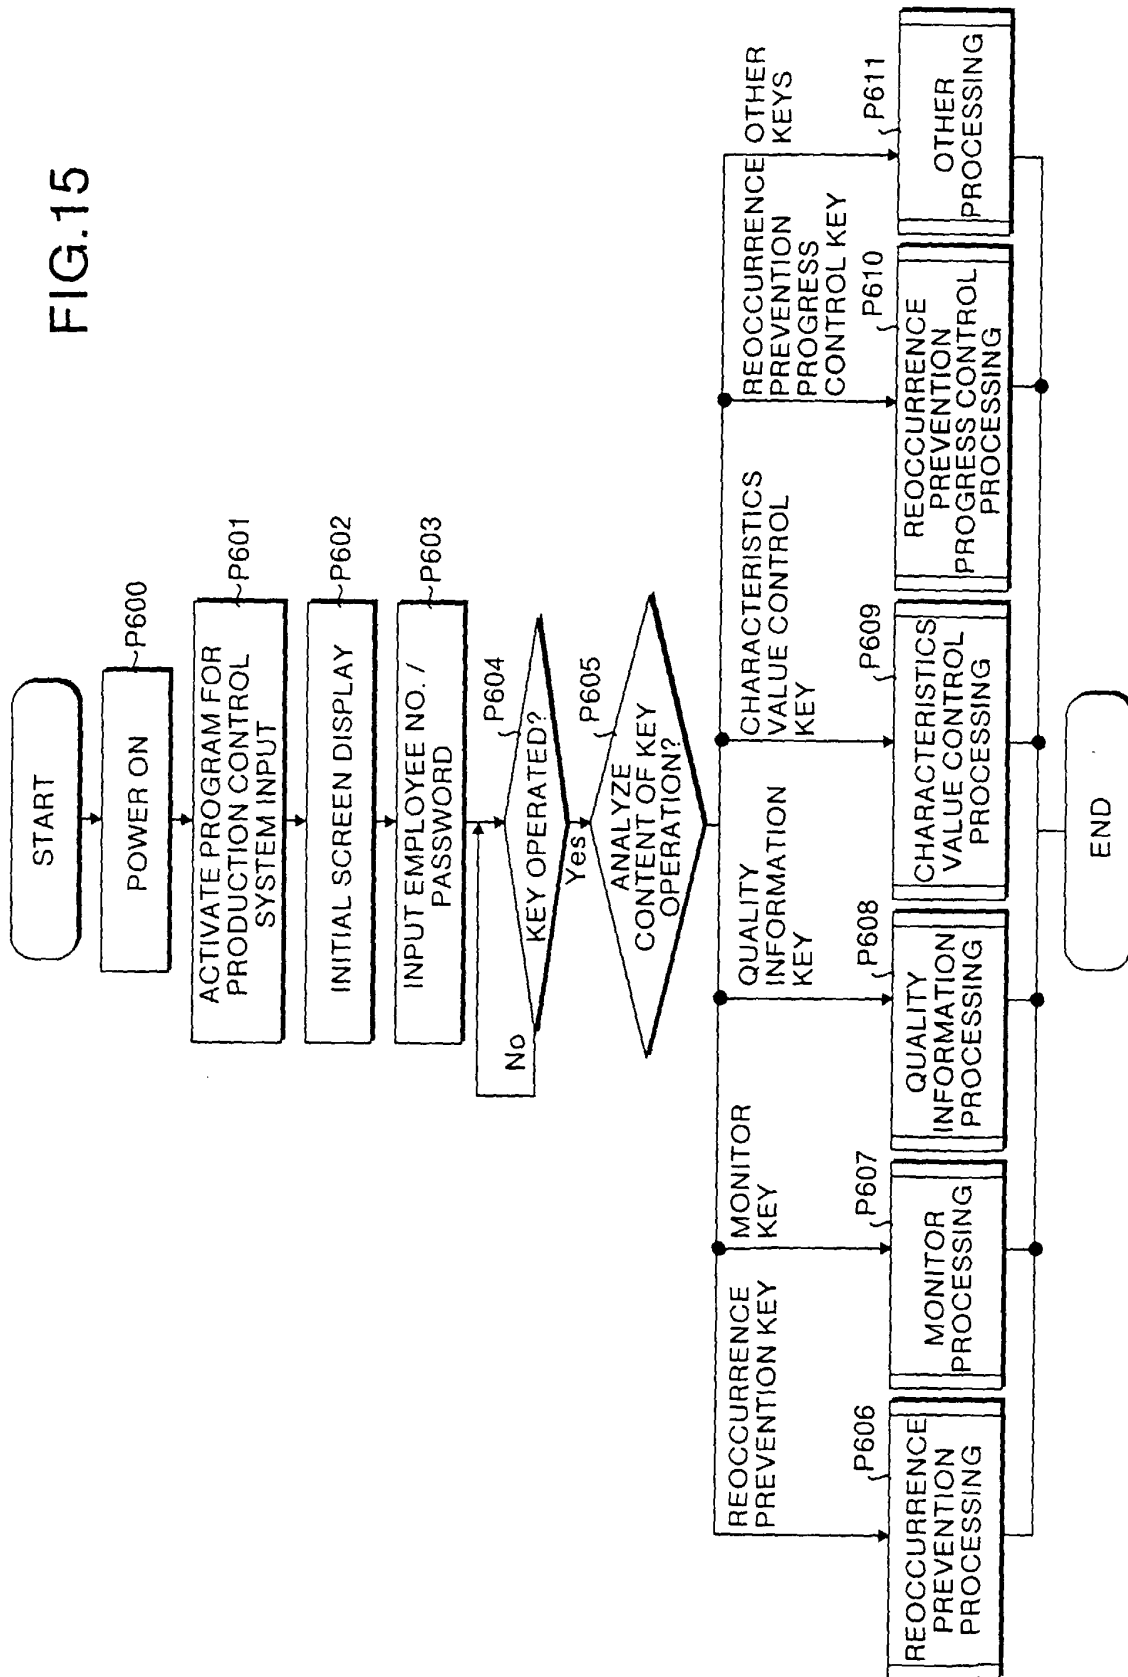 FIG.15
START
POWER ON
P600
ACTIVATE PROGRAM FOR
PRODUCTION CONTROL
SYSTEM INPUT
P601
INITIAL SCREEN DISPLAY
P602
INPUT EMPLOYEE NO. /
PASSWORD
P603
No
KEY OPERATED?
P604
Yes
ANALYZE
CONTENT OF KEY
OPERATION?
P605
REOCCURRENCE
PREVENTION KEY
MONITOR
KEY
QUALITY
INFORMATION
KEY
CHARACTERISTICS
VALUE CONTROL
KEY
REOCCURRENCE
PREVENTION
PROGRESS
CONTROL KEY
OTHER
KEYS
P606
REOCCURRENCE
PREVENTION
PROCESSING
P607
MONITOR
PROCESSING
P608
QUALITY
INFORMATION
PROCESSING
P609
CHARACTERISTICS
VALUE CONTROL
PROCESSING
P610
REOCCURRENCE
PREVENTION
PROGRESS CONTROL
PROCESSING
P611
OTHER
PROCESSING
END